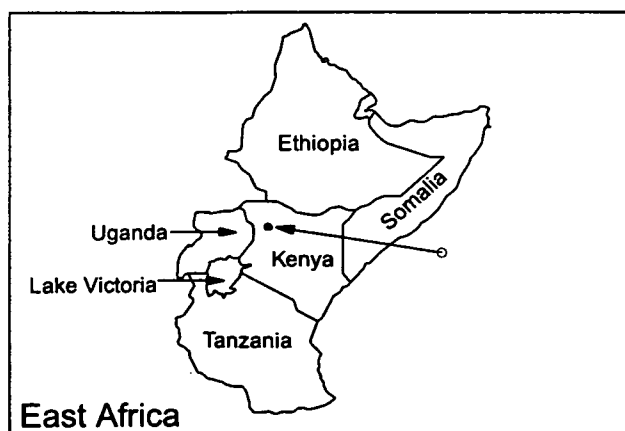 Ethiopia
Somalia
Uganda
Kenya
Lake Victoria
Tanzania
East Africa